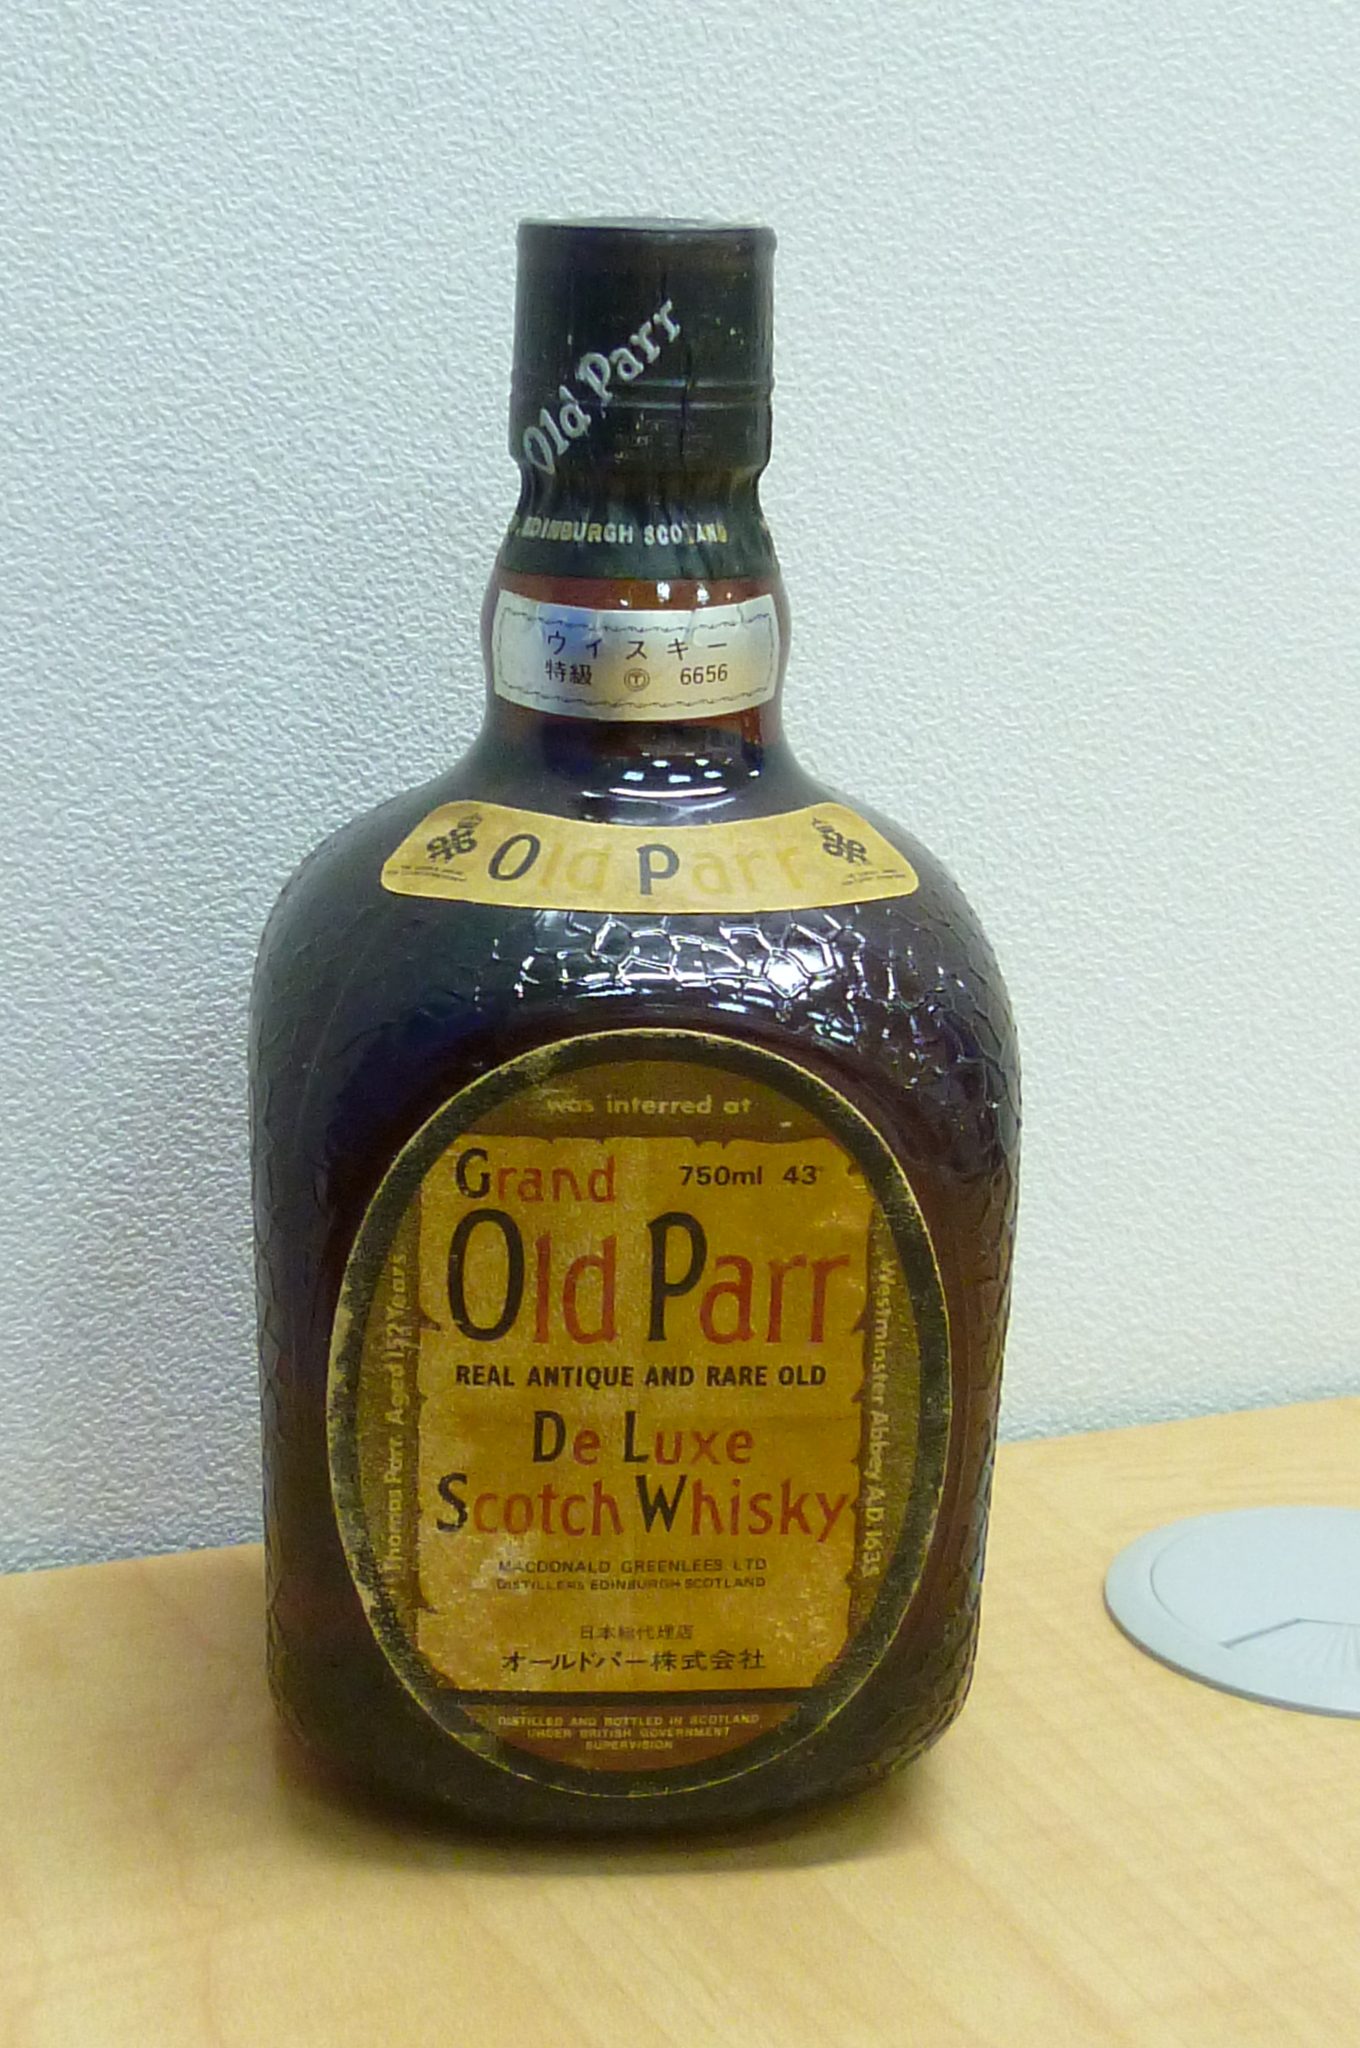 Old Parr
EDINBURGH SCOTLAND
ウイスキー
特級 Ⓣ 6656
Old Parr
was interred at
Grand 750ml 43°
Old Parr
REAL ANTIQUE AND RARE OLD
De Luxe
Scotch Whisky
MACDONALD GREENLEES LTD
DISTILLERS EDINBURGH SCOTLAND
日本総代理店
オールドパー株式会社
Thomas Parr Aged 152 Years
Westminster Abbey A.D.1635
DISTILLED AND BOTTLED IN SCOTLAND
UNDER BRITISH GOVERNMENT
SUPERVISION